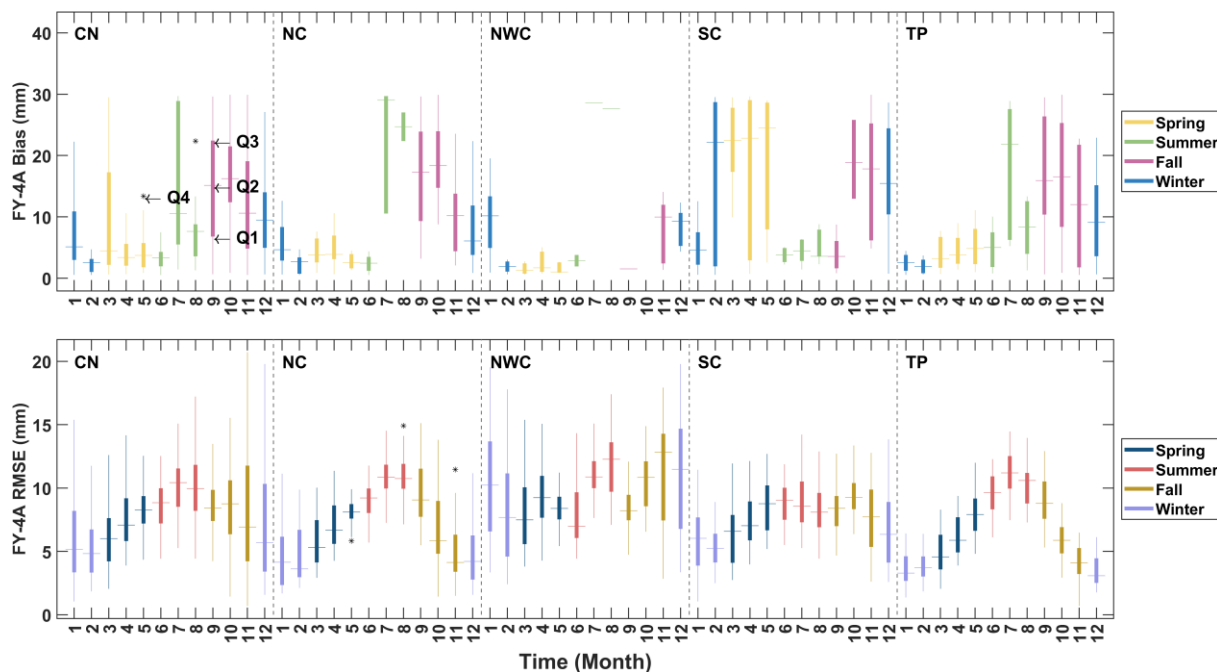 FY-4A Bias (mm)
40
30
20
10
0
CN
NC
NWC
SC
TP
Q3
Q2
Q4
Q1
1 2 3 4 5 6 7 8 9 10 11 12 1 2 3 4 5 6 7 8 9 10 11 12 1 2 3 4 5 6 7 8 9 10 11 12 1 2 3 4 5 6 7 8 9 10 11 12 1 2 3 4 5 6 7 8 9 10 11 12
Spring
Summer
Fall
Winter
FY-4A RMSE (mm)
20
15
10
5
0
CN
NC
NWC
SC
TP
1 2 3 4 5 6 7 8 9 10 11 12 1 2 3 4 5 6 7 8 9 10 11 12 1 2 3 4 5 6 7 8 9 10 11 12 1 2 3 4 5 6 7 8 9 10 11 12 1 2 3 4 5 6 7 8 9 10 11 12
Spring
Summer
Fall
Winter
Time (Month)